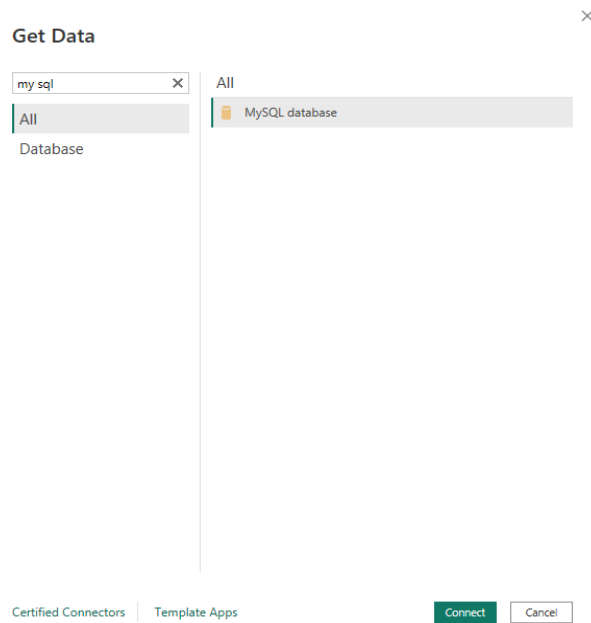 Get Data
my sql
All
Database
All
MySQL database
Certified Connectors
Template Apps
Connect
Cancel